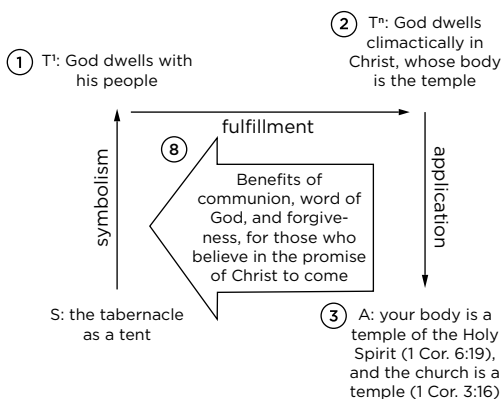 1 T¹: God dwells with
his people
2 Tⁿ: God dwells
climactically in
Christ, whose body
is the temple
fulfillment
symbolism
application
8
Benefits of
communion, word of
God, and forgive-
ness, for those who
believe in the promise
of Christ to come
S: the tabernacle
as a tent
3 A: your body is a
temple of the Holy
Spirit (1 Cor. 6:19),
and the church is a
temple (1 Cor. 3:16)